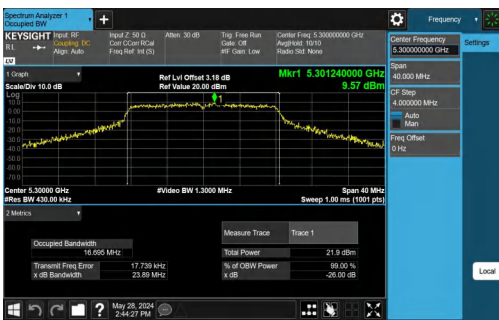 Spectrum Analyzer 1
Occupied BW
Frequency
KEYSIGHT Input: RF Input Z: 50 Ω Atten: 30 dB Trig: Free Run Center Freq: 5.300000000 GHz
RL Coupling: DC Corr CCorr RCal Gate: Off Avg|Hold: 10/10
Align: Auto Freq Ref: Int (S) #IF Gain: Low Radio Std: None
LW
1 Graph
Scale/Div 10.0 dB
Ref Lvl Offset 3.18 dB
Ref Value 20.00 dBm
Mkr1 5.301240000 GHz
9.57 dBm
Log
10.0
0.00
-10.0
-20.0
-30.0
-40.0
-50.0
-60.0
-70.0
1
Center 5.30000 GHz #Video BW 1.3000 MHz Span 40 MHz
#Res BW 430.00 kHz Sweep 1.00 ms (1001 pts)
2 Metrics
Measure Trace Trace 1
Occupied Bandwidth
16.695 MHz Total Power 21.9 dBm
Transmit Freq Error 17.739 kHz % of OBW Power 99.00 %
x dB Bandwidth 23.89 MHz x dB -26.00 dB
May 28, 2024
2:44:27 PM
Center Frequency
5.300000000 GHz
Span
40.000 MHz
CF Step
4.000000 MHz
Auto
Man
Freq Offset
0 Hz
Settings
Local